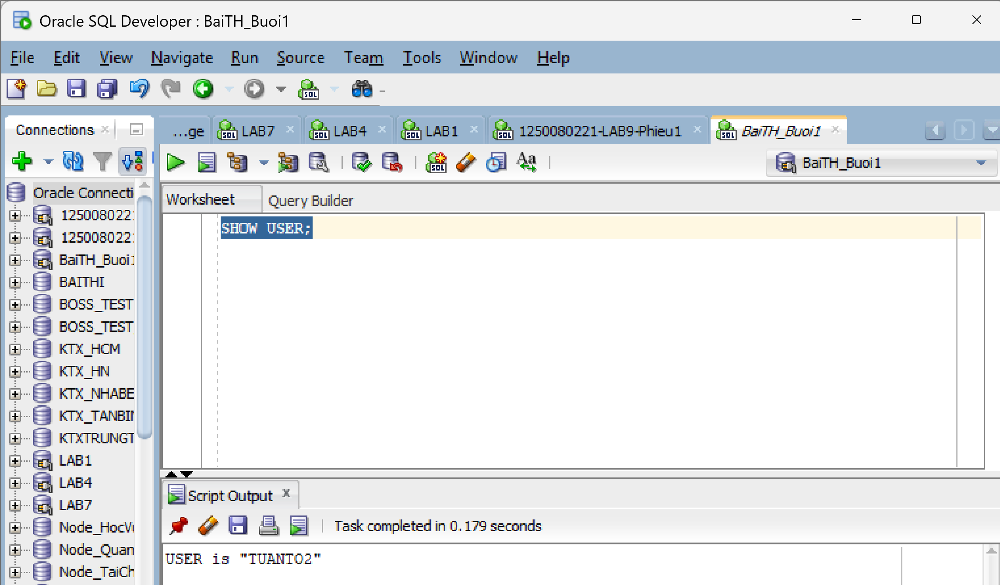 Oracle SQL Developer : BaiTH_Buoi1
File Edit View Navigate Run Source Team Tools Window Help
Connections
...ge LAB7 LAB4 LAB1 1250080221-LAB9-Phieu1 BaiTH_Buoi1
BaiTH_Buoi1
Oracle Connecti
125008022
125008022
BaiTH_Buoi1
BAITHI
BOSS_TEST
BOSS_TEST
KTX_HCM
KTX_HN
KTX_NHABE
KTX_TANBIN
KTXTRUNGT
LAB1
LAB4
LAB7
Node_HocVu
Node_Quan
Node_TaiCh
Worksheet Query Builder
SHOW USER;
Script Output
Task completed in 0.179 seconds
USER is "TUANTO2"